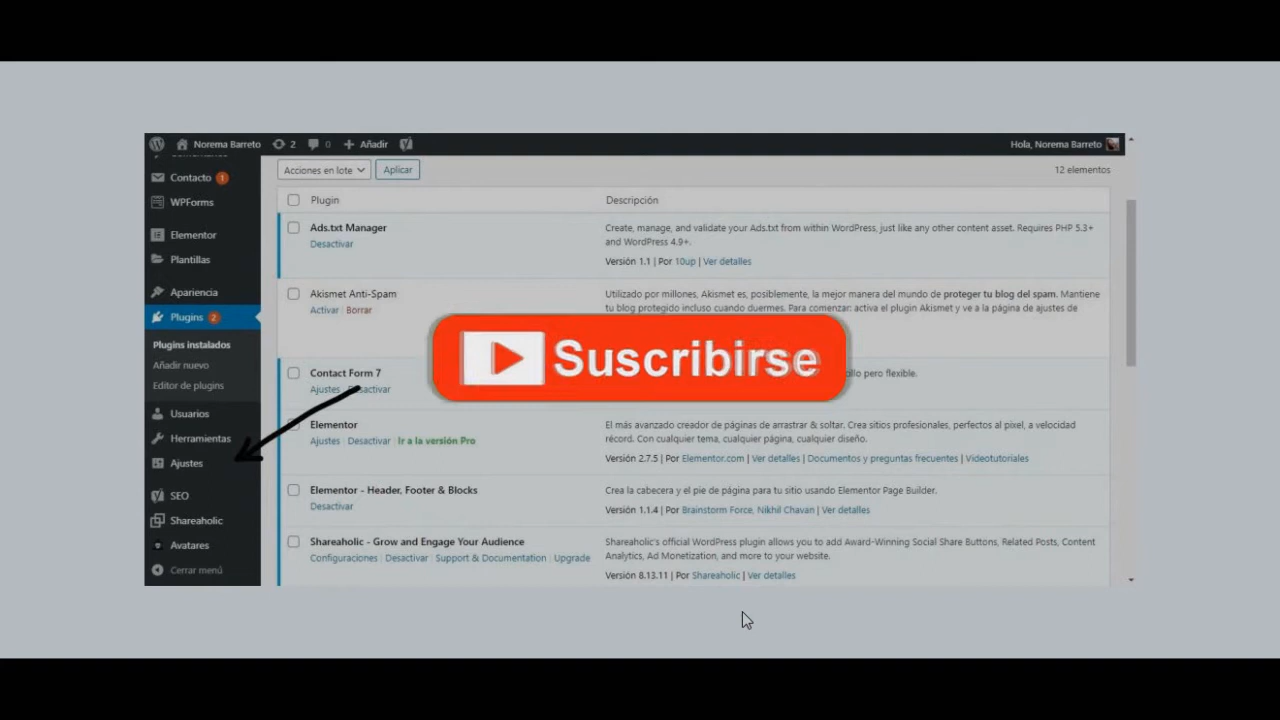 Norema Barreto 2 0 Añadir Hola, Norema Barreto
Contacto 1
WPForms
Elementor
Plantillas
Apariencia
Plugins 2
Plugins instalados
Añadir nuevo
Editor de plugins
Usuarios
Herramientas
Ajustes
SEO
Shareaholic
Avatares
Cerrar menú
Acciones en lote Aplicar 12 elementos
Plugin Descripción
Ads.txt Manager
Desactivar
Create, manage, and validate your Ads.txt from within WordPress, just like any other content asset. Requires PHP 5.3+
and WordPress 4.9+.
Versión 1.1 | Por 10up | Ver detalles
Akismet Anti-Spam
Activar | Borrar
Utilizado por millones, Akismet es, posiblemente, la mejor manera del mundo de proteger tu blog del spam. Mantiene
tu blog protegido incluso cuando duermes. Para comenzar: activa el plugin Akismet y ve a la página de ajustes de
Suscribirse
Contact Form 7
Ajustes | Desactivar
pero flexible.
Elementor
Ajustes | Desactivar | Ir a la versión Pro
El más avanzado creador de páginas de arrastrar & soltar. Crea sitios profesionales, perfectos al pixel, a velocidad
récord. Con cualquier tema, cualquier página, cualquier diseño.
Versión 2.7.5 | Por Elementor.com | Ver detalles | Documentos y preguntas frecuentes | Videotutoriales
Elementor - Header, Footer & Blocks
Desactivar
Crea la cabecera y el pie de página para tu sitio usando Elementor Page Builder.
Versión 1.1.4 | Por Brainstorm Force, Nikhil Chavan | Ver detalles
Shareaholic - Grow and Engage Your Audience
Configuraciones | Desactivar | Support & Documentation | Upgrade
Shareaholic's official WordPress plugin allows you to add Award-Winning Social Share Buttons, Related Posts, Content
Analytics, Ad Monetization, and more to your website.
Versión 8.13.11 | Por Shareaholic | Ver detalles